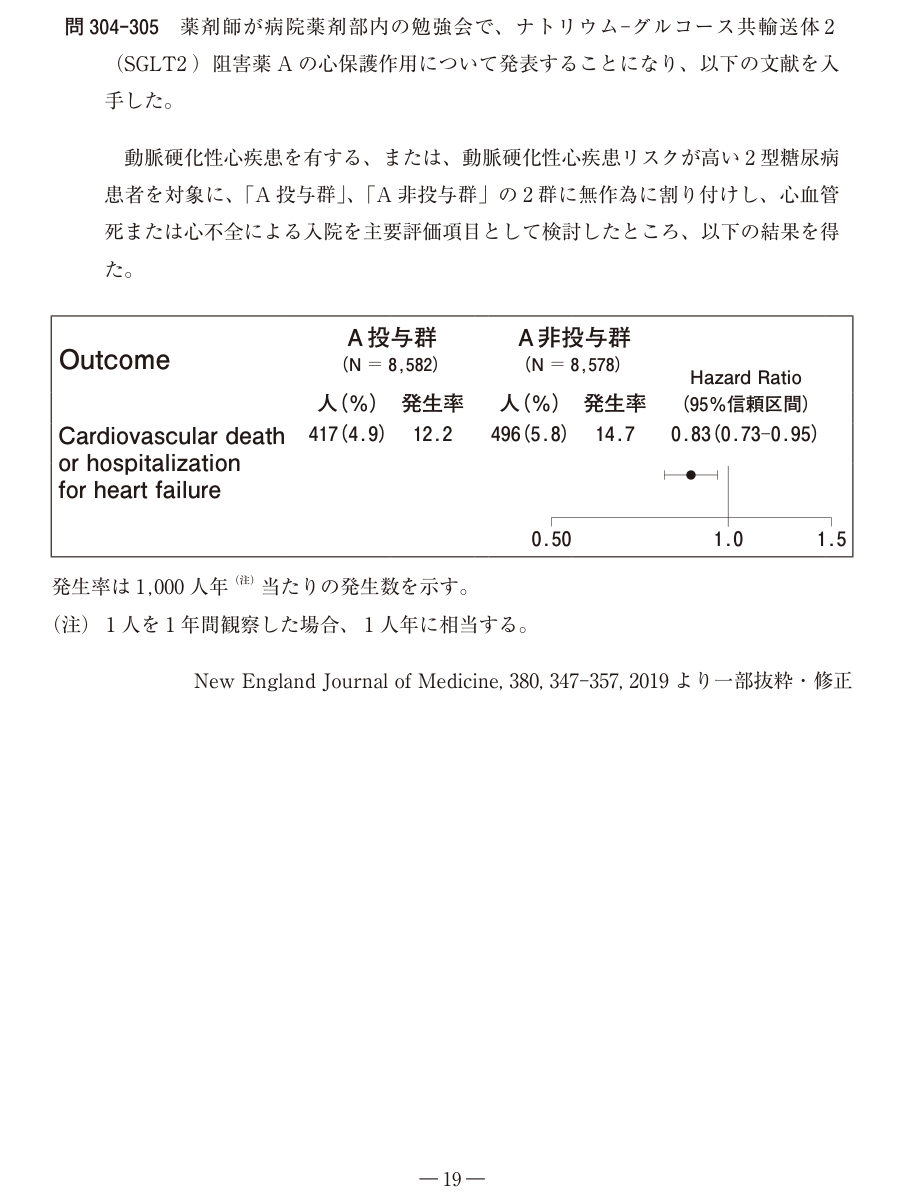 問 304-305　薬剤師が病院薬剤部内の勉強会で、ナトリウム-グルコース共輸送体2
（SGLT2）阻害薬 A の心保護作用について発表することになり、以下の文献を入
手した。
動脈硬化性心疾患を有する、または、動脈硬化性心疾患リスクが高い2型糖尿病
患者を対象に、「A 投与群」、「A 非投与群」の2群に無作為に割り付けし、心血管
死または心不全による入院を主要評価項目として検討したところ、以下の結果を得
た。
Outcome
A 投与群
(N = 8,582)
A 非投与群
(N = 8,578)
Hazard Ratio
(95%信頼区間)
人(%)　発生率　人(%)　発生率
Cardiovascular death 417(4.9) 12.2 496(5.8) 14.7 0.83(0.73-0.95)
or hospitalization
for heart failure
0.50 1.0 1.5
発生率は 1,000 人年（注）当たりの発生数を示す。
（注）1人を1年間観察した場合、1人年に相当する。
New England Journal of Medicine, 380, 347-357, 2019 より一部抜粋・修正
— 19 —